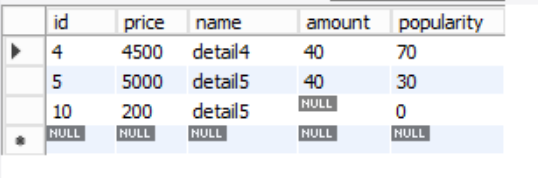 id price name amount popularity
4 4500 detail4 40 70
5 5000 detail5 40 30
10 200 detail5 NULL 0
NULL NULL NULL NULL NULL